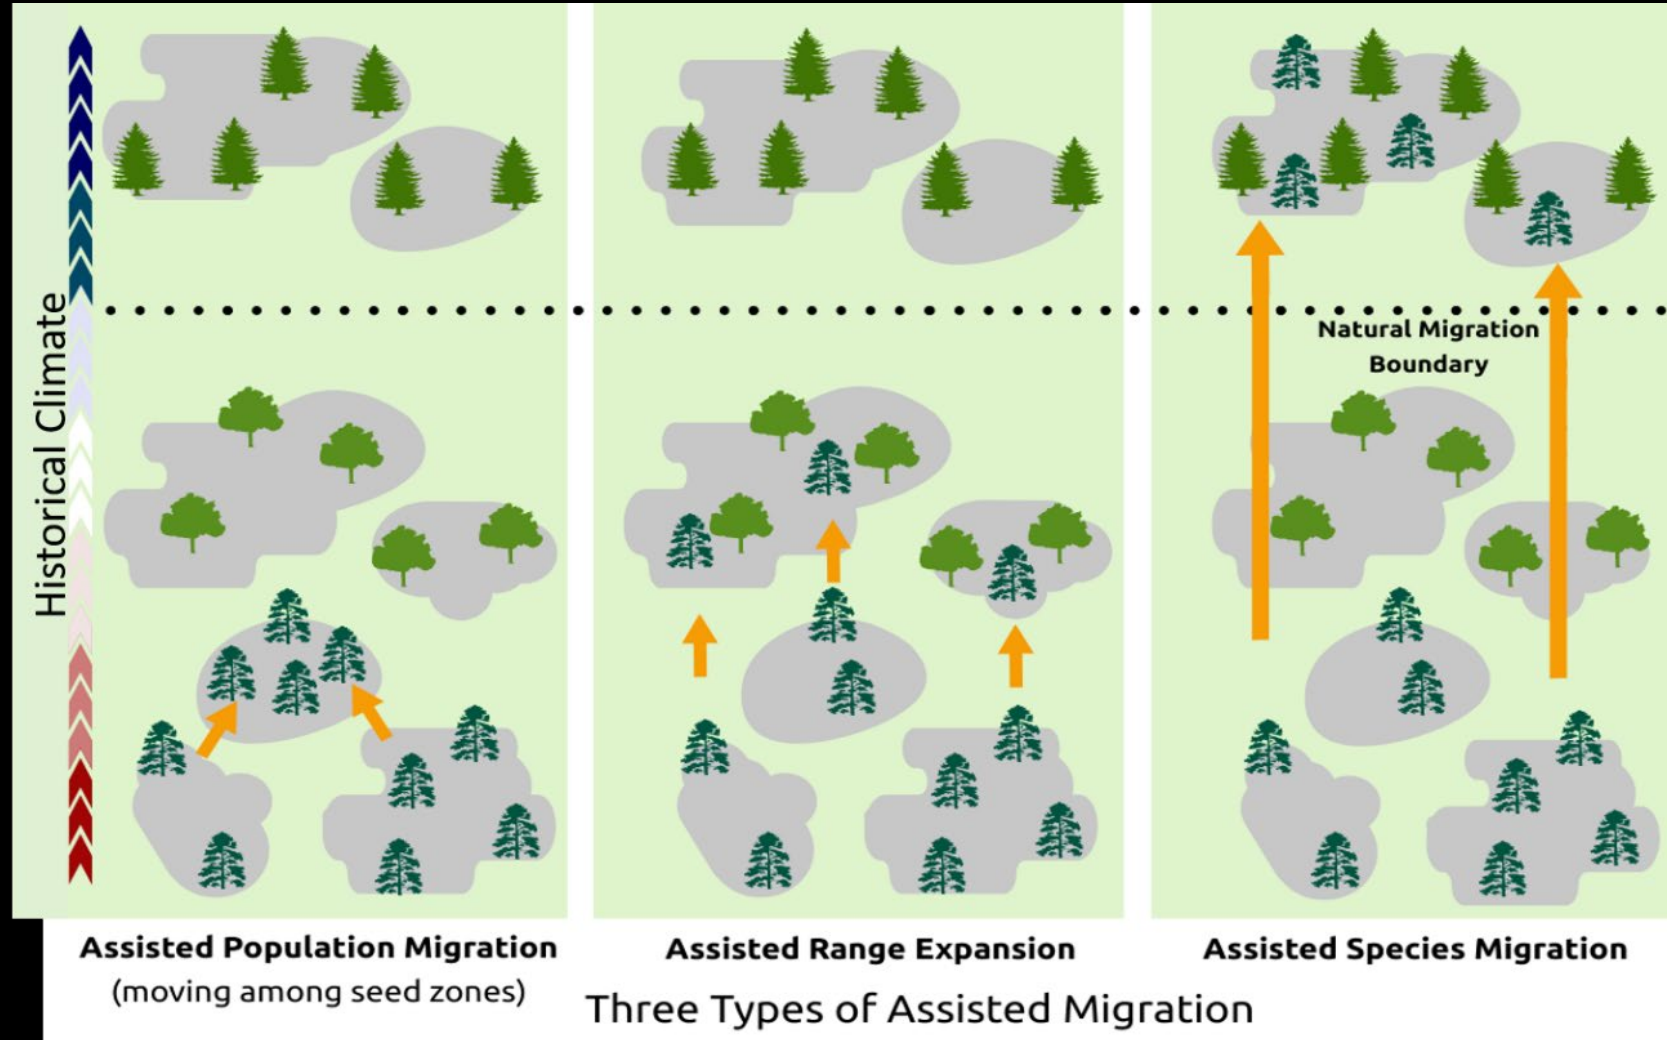 Historical Climate
Natural Migration
Boundary
Assisted Population Migration
(moving among seed zones)
Assisted Range Expansion
Assisted Species Migration
Three Types of Assisted Migration